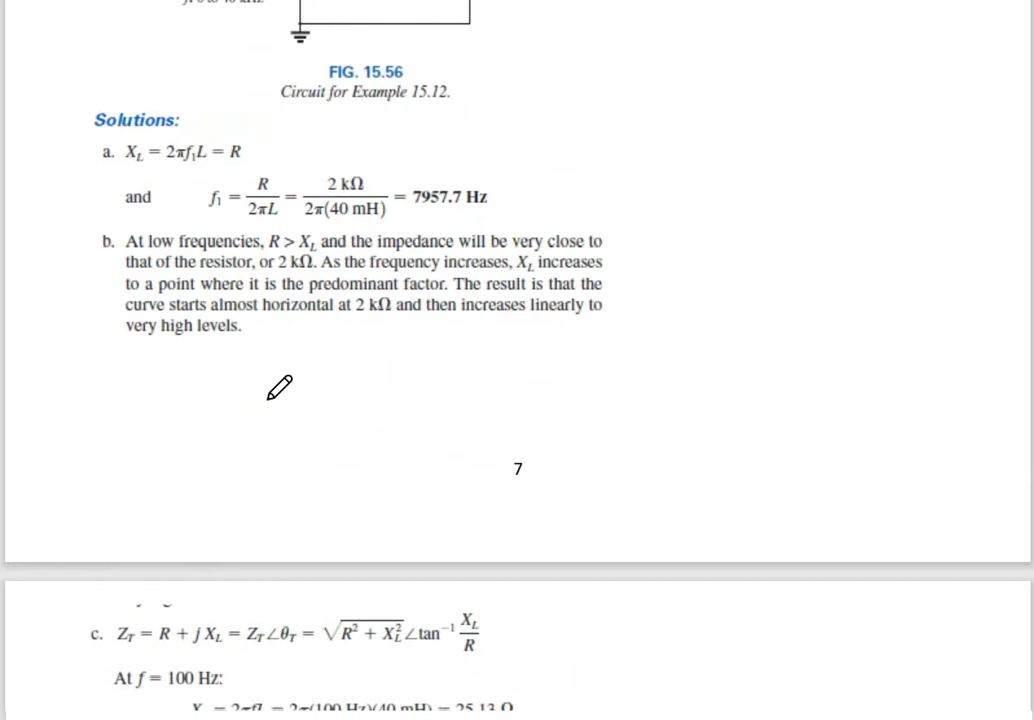 FIG. 15.56
Circuit for Example 15.12.
Solutions:
a. X_L = 2πf₁L = R
and f₁ = R / 2πL = 2 kΩ / 2π(40 mH) = 7957.7 Hz
b. At low frequencies, R > X_L and the impedance will be very close to
that of the resistor, or 2 kΩ. As the frequency increases, X_L increases
to a point where it is the predominant factor. The result is that the
curve starts almost horizontal at 2 kΩ and then increases linearly to
very high levels.
7
c. Z_T = R + j X_L = Z_T∠θ_T = √(R² + X_L²) ∠tan⁻¹ X_L / R
At f = 100 Hz: